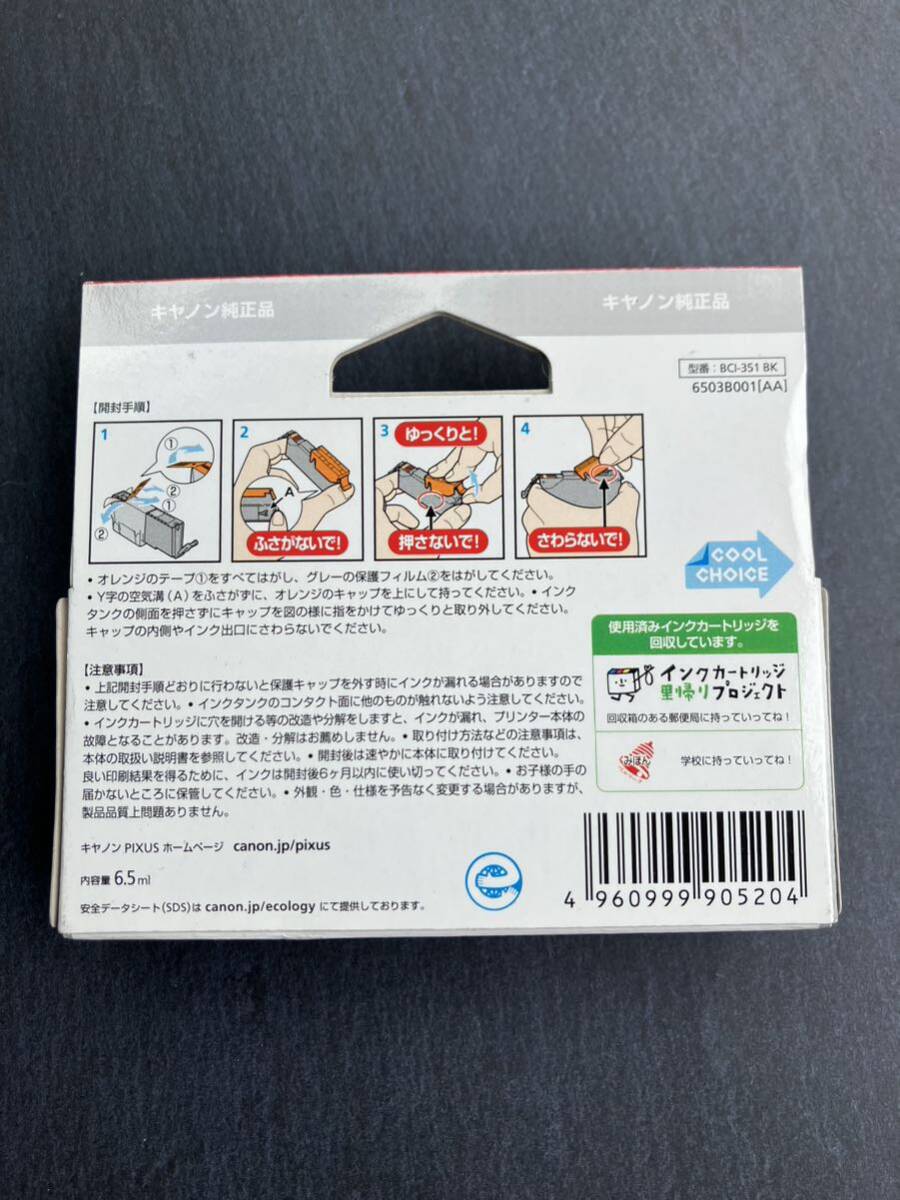 キヤノン純正品
キヤノン純正品
型番：BCI-351 BK
6503B001[AA]
【開封手順】
1
①
②
①
②
2
A
ふさがないで!
3
ゆっくりと!
押さないで!
4
さわらないで!
・オレンジのテープ①をすべてはがし、グレーの保護フィルム②をはがしてください。
・Y字の空気溝（A）をふさがずに、オレンジのキャップを上にして持ってください。・インク
タンクの側面を押さずにキャップを図の様に指をかけてゆっくりと取り外してください。
キャップの内側やインク出口にさわらないでください。
COOL
CHOICE
【注意事項】
・上記開封手順どおりに行わないと保護キャップを外す時にインクが漏れる場合がありますので
注意してください。・インクタンクのコンタクト面に他のものが触れないよう注意してください。
・インクカートリッジに穴を開ける等の改造や分解をしますと、インクが漏れ、プリンター本体の
故障となることがあります。改造・分解はお薦めしません。・取り付け方法などの注意事項は、
本体の取扱い説明書を参照してください。・開封後は速やかに本体に取り付けてください。
良い印刷結果を得るために、インクは開封後6ヶ月以内に使い切ってください。・お子様の手の
届かないところに保管してください。・外観・色・仕様を予告なく変更する場合がありますが、
製品品質上問題ありません。
使用済みインクカートリッジを
回収しています。
インクカートリッジ
里帰りプロジェクト
回収箱のある郵便局に持っていってね！
みほん
学校に持っていってね！
キヤノン PIXUS ホームページ canon.jp/pixus
内容量 6.5ml
安全データシート(SDS)は canon.jp/ecology にて提供しております。
4 960999 905204